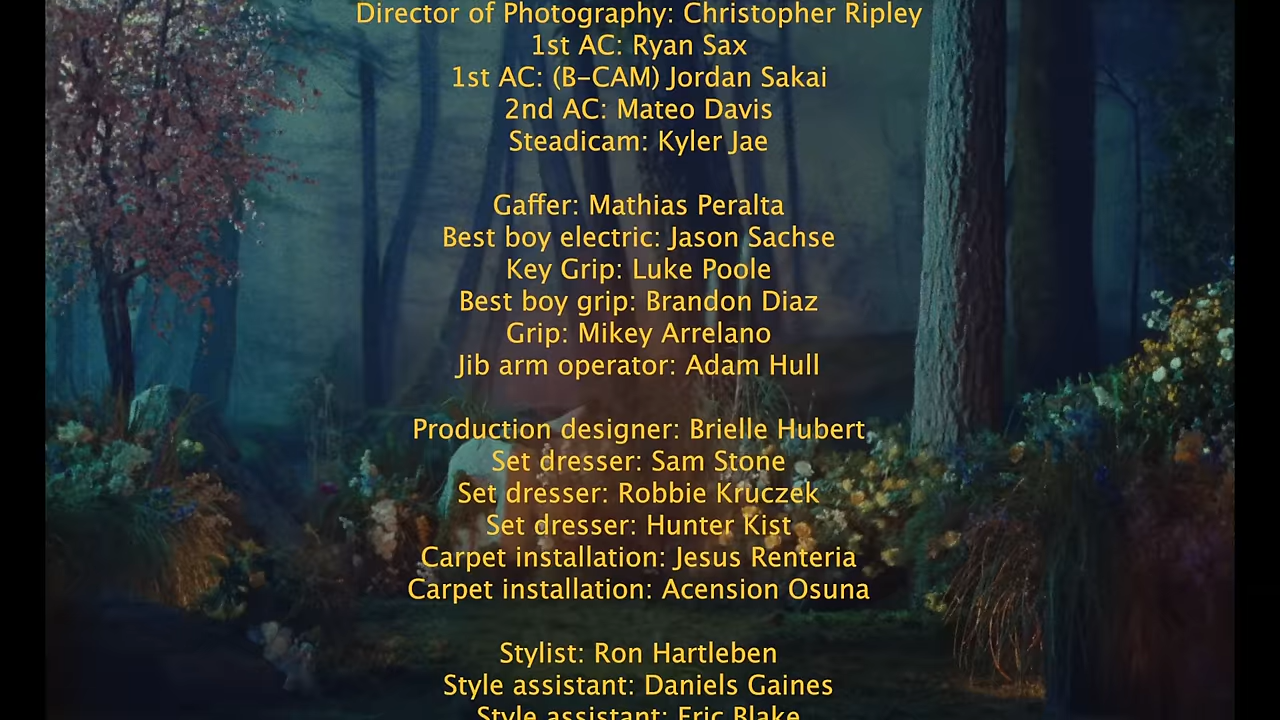 Director of Photography: Christopher Ripley
1st AC: Ryan Sax
1st AC: (B-CAM) Jordan Sakai
2nd AC: Mateo Davis
Steadicam: Kyler Jae
Gaffer: Mathias Peralta
Best boy electric: Jason Sachse
Key Grip: Luke Poole
Best boy grip: Brandon Diaz
Grip: Mikey Arrelano
Jib arm operator: Adam Hull
Production designer: Brielle Hubert
Set dresser: Sam Stone
Set dresser: Robbie Kruczek
Set dresser: Hunter Kist
Carpet installation: Jesus Renteria
Carpet installation: Acension Osuna
Stylist: Ron Hartleben
Style assistant: Daniels Gaines
Style assistant: Eric Blake